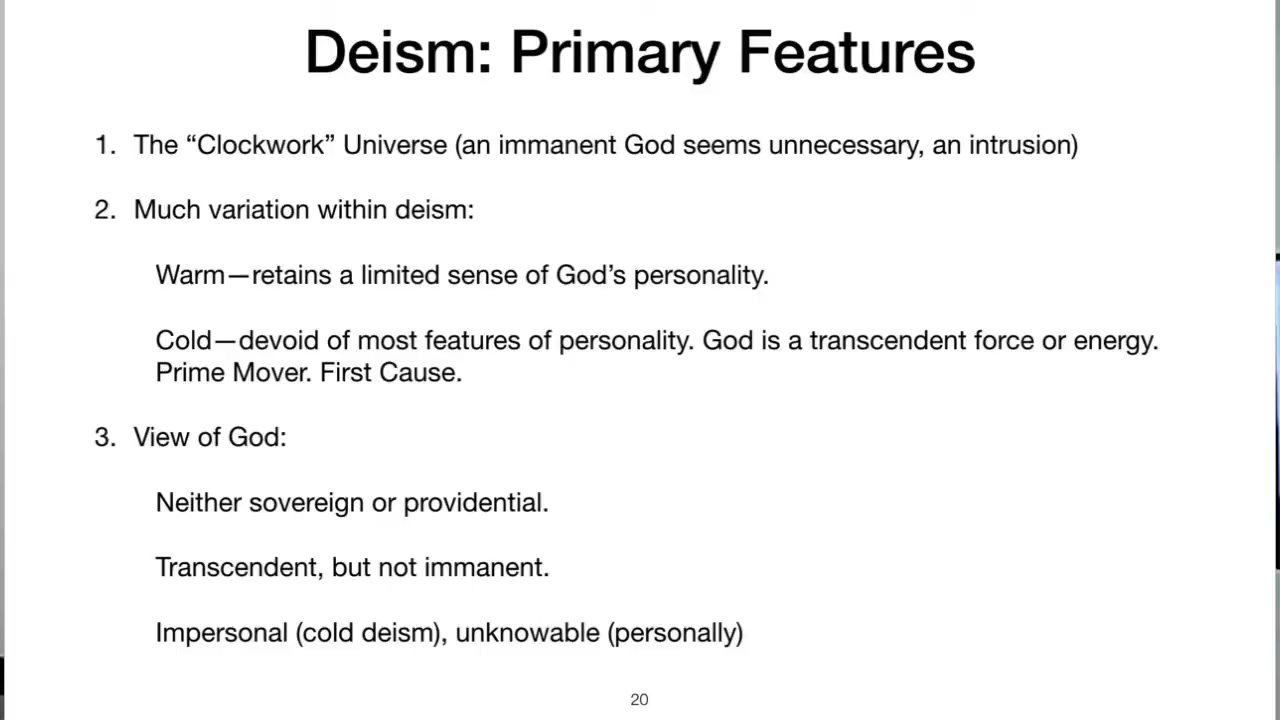 Deism: Primary Features
1. The “Clockwork” Universe (an immanent God seems unnecessary, an intrusion)
2. Much variation within deism:
Warm—retains a limited sense of God’s personality.
Cold—devoid of most features of personality. God is a transcendent force or energy.
Prime Mover. First Cause.
3. View of God:
Neither sovereign or providential.
Transcendent, but not immanent.
Impersonal (cold deism), unknowable (personally)
20